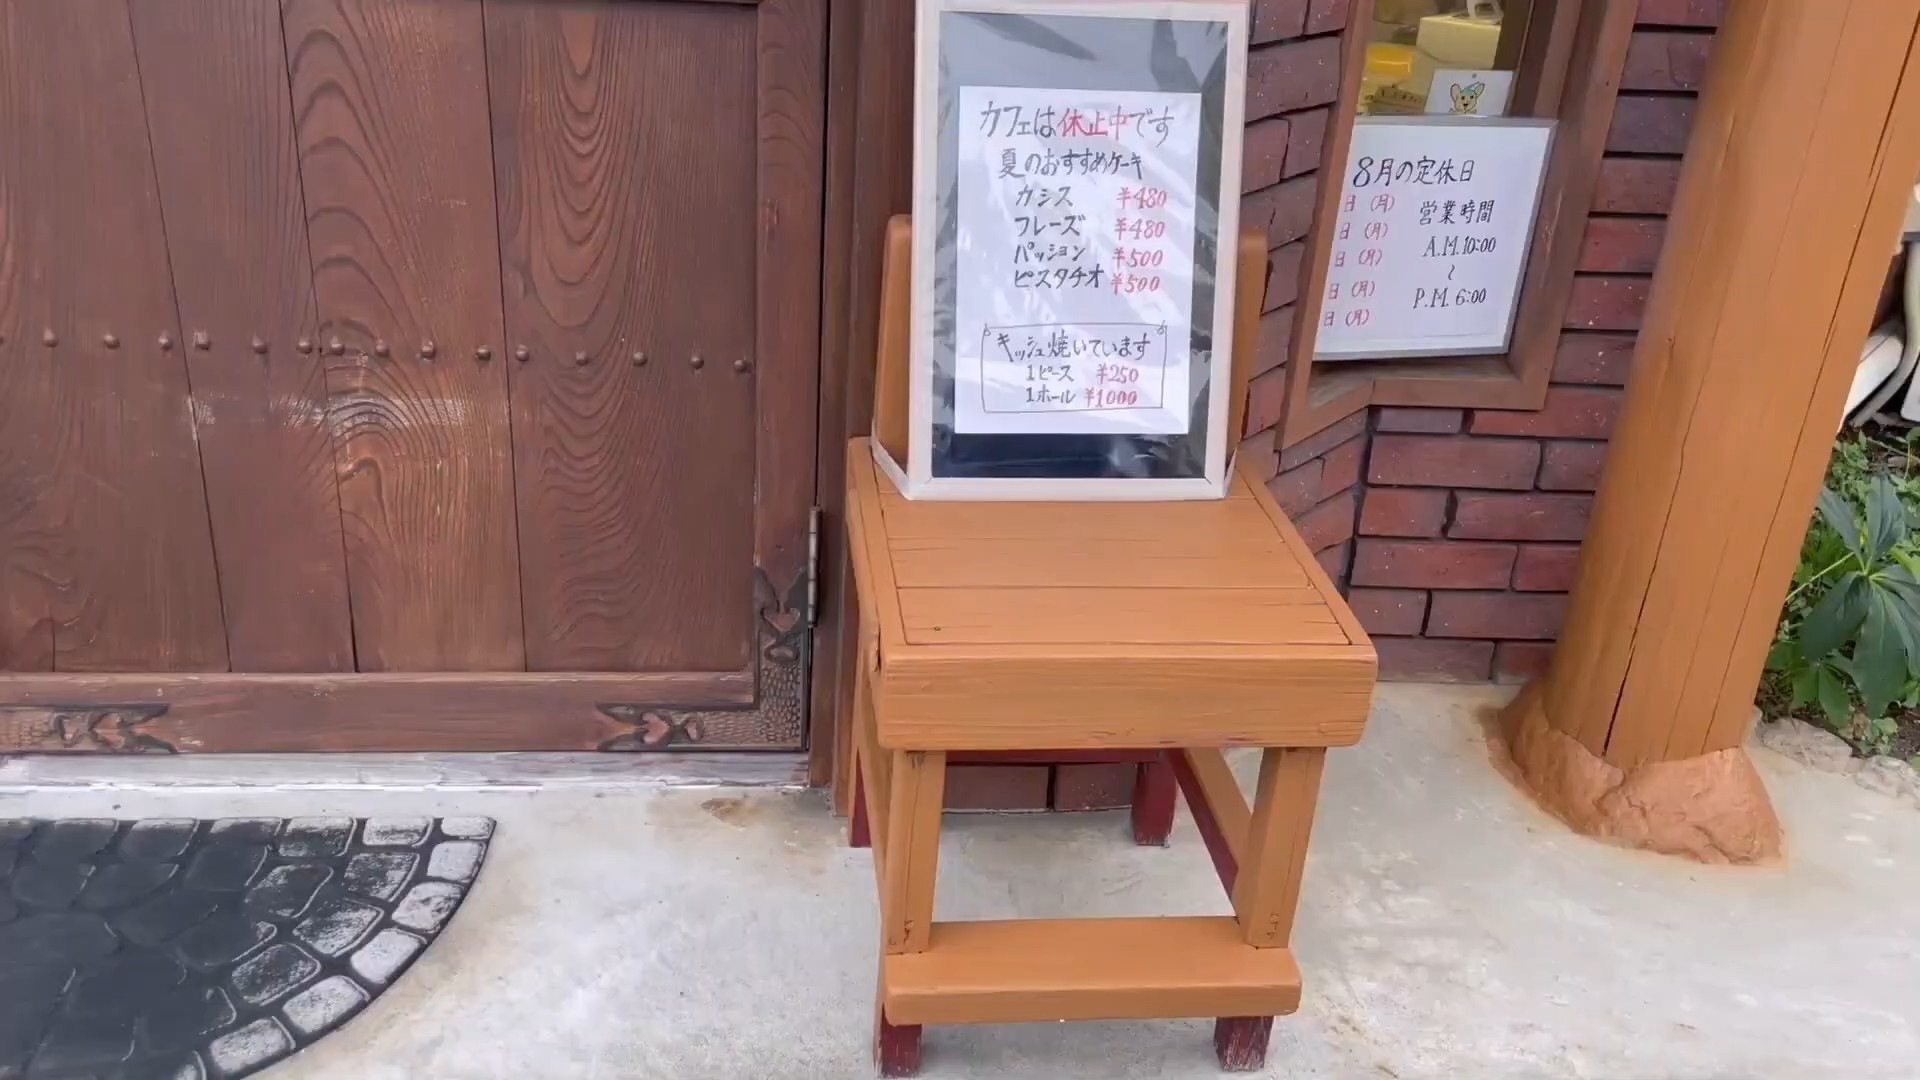 カフェは休止中です
夏のおすすめケーキ
カシス ¥480
フレーズ ¥480
パッション ¥500
ピスタチオ ¥500
キッシュ焼いています
1ピース ¥250
1ホール ¥1000
8月の定休日
日(月)
日(月)
日(月)
日(月)
日(月)
営業時間
A.M.10:00
~
P.M.6:00